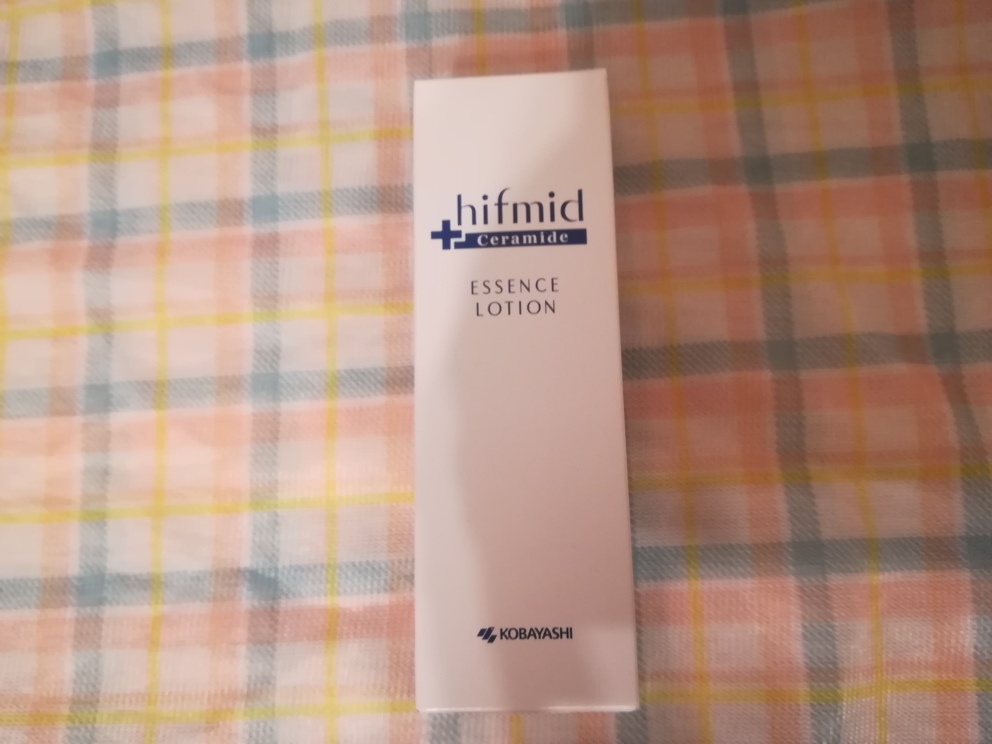 hifmid
Ceramide
ESSENCE
LOTION
KOBAYASHI